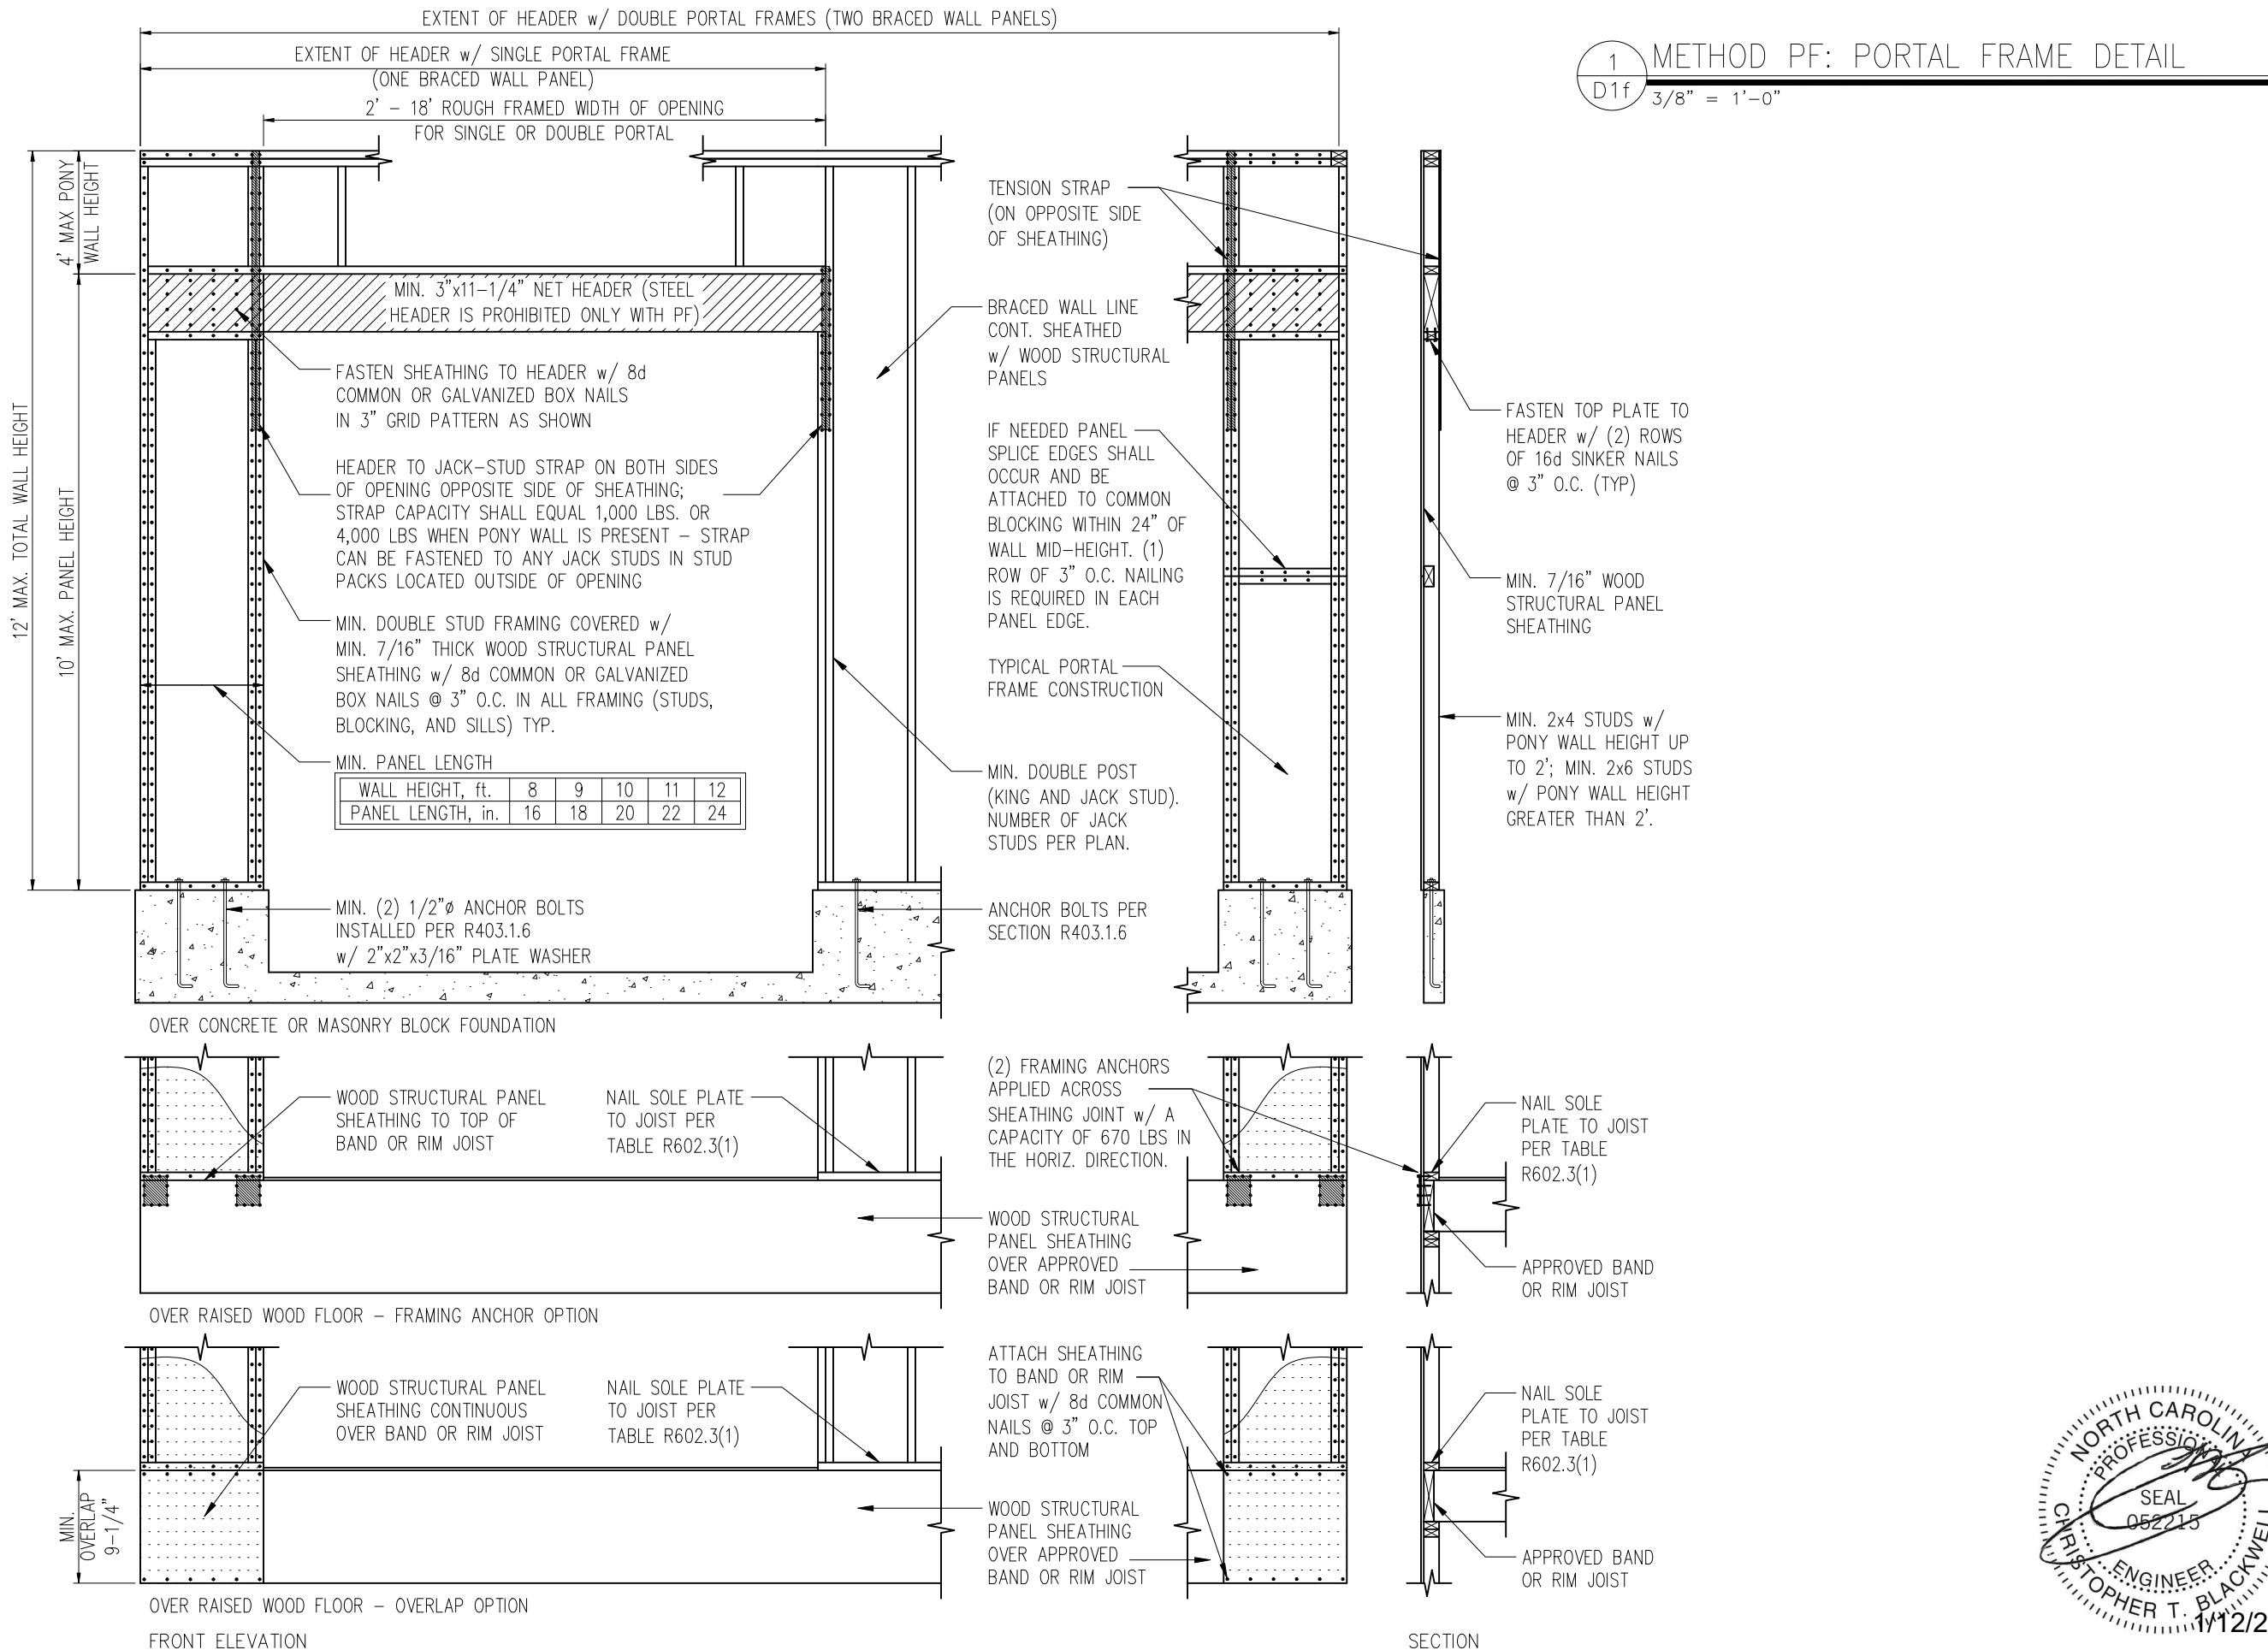 EXTENT OF HEADER w/ DOUBLE PORTAL FRAMES (TWO BRACED WALL PANELS)
EXTENT OF HEADER w/ SINGLE PORTAL FRAME
(ONE BRACED WALL PANEL)
2' - 18' ROUGH FRAMED WIDTH OF OPENING
FOR SINGLE OR DOUBLE PORTAL
1
D1f
METHOD PF: PORTAL FRAME DETAIL
3/8" = 1'-0"
12' MAX. TOTAL WALL HEIGHT
4' MAX PONY
WALL HEIGHT
10' MAX. PANEL HEIGHT
MIN. 3"x11-1/4" NET HEADER (STEEL
HEADER IS PROHIBITED ONLY WITH PF)
FASTEN SHEATHING TO HEADER w/ 8d
COMMON OR GALVANIZED BOX NAILS
IN 3" GRID PATTERN AS SHOWN
HEADER TO JACK-STUD STRAP ON BOTH SIDES
OF OPENING OPPOSITE SIDE OF SHEATHING;
STRAP CAPACITY SHALL EQUAL 1,000 LBS. OR
4,000 LBS WHEN PONY WALL IS PRESENT - STRAP
CAN BE FASTENED TO ANY JACK STUDS IN STUD
PACKS LOCATED OUTSIDE OF OPENING
MIN. DOUBLE STUD FRAMING COVERED w/
MIN. 7/16" THICK WOOD STRUCTURAL PANEL
SHEATHING w/ 8d COMMON OR GALVANIZED
BOX NAILS @ 3" O.C. IN ALL FRAMING (STUDS,
BLOCKING, AND SILLS) TYP.
MIN. PANEL LENGTH
WALL HEIGHT, ft. 8 9 10 11 12
PANEL LENGTH, in. 16 18 20 22 24
MIN. (2) 1/2"ø ANCHOR BOLTS
INSTALLED PER R403.1.6
w/ 2"x2"x3/16" PLATE WASHER
TENSION STRAP
(ON OPPOSITE SIDE
OF SHEATHING)
BRACED WALL LINE
CONT. SHEATHED
w/ WOOD STRUCTURAL
PANELS
IF NEEDED PANEL
SPLICE EDGES SHALL
OCCUR AND BE
ATTACHED TO COMMON
BLOCKING WITHIN 24" OF
WALL MID-HEIGHT. (1)
ROW OF 3" O.C. NAILING
IS REQUIRED IN EACH
PANEL EDGE.
TYPICAL PORTAL
FRAME CONSTRUCTION
MIN. DOUBLE POST
(KING AND JACK STUD).
NUMBER OF JACK
STUDS PER PLAN.
ANCHOR BOLTS PER
SECTION R403.1.6
FASTEN TOP PLATE TO
HEADER w/ (2) ROWS
OF 16d SINKER NAILS
@ 3" O.C. (TYP)
MIN. 7/16" WOOD
STRUCTURAL PANEL
SHEATHING
MIN. 2x4 STUDS w/
PONY WALL HEIGHT UP
TO 2'; MIN. 2x6 STUDS
w/ PONY WALL HEIGHT
GREATER THAN 2'.
OVER CONCRETE OR MASONRY BLOCK FOUNDATION
WOOD STRUCTURAL PANEL
SHEATHING TO TOP OF
BAND OR RIM JOIST
NAIL SOLE PLATE
TO JOIST PER
TABLE R602.3(1)
(2) FRAMING ANCHORS
APPLIED ACROSS
SHEATHING JOINT w/ A
CAPACITY OF 670 LBS IN
THE HORIZ. DIRECTION.
WOOD STRUCTURAL
PANEL SHEATHING
OVER APPROVED
BAND OR RIM JOIST
NAIL SOLE
PLATE TO JOIST
PER TABLE
R602.3(1)
APPROVED BAND
OR RIM JOIST
OVER RAISED WOOD FLOOR - FRAMING ANCHOR OPTION
WOOD STRUCTURAL PANEL
SHEATHING CONTINUOUS
OVER BAND OR RIM JOIST
NAIL SOLE PLATE
TO JOIST PER
TABLE R602.3(1)
MIN.
OVERLAP
9-1/4"
ATTACH SHEATHING
TO BAND OR RIM
JOIST w/ 8d COMMON
NAILS @ 3" O.C. TOP
AND BOTTOM
WOOD STRUCTURAL
PANEL SHEATHING
OVER APPROVED
BAND OR RIM JOIST
NAIL SOLE
PLATE TO JOIST
PER TABLE
R602.3(1)
APPROVED BAND
OR RIM JOIST
OVER RAISED WOOD FLOOR - OVERLAP OPTION
FRONT ELEVATION
SECTION
NORTH CAROLINA
PROFESSIONAL
SEAL
052215
ENGINEER
CHRISTOPHER T. BLACKWELL
1/12/2